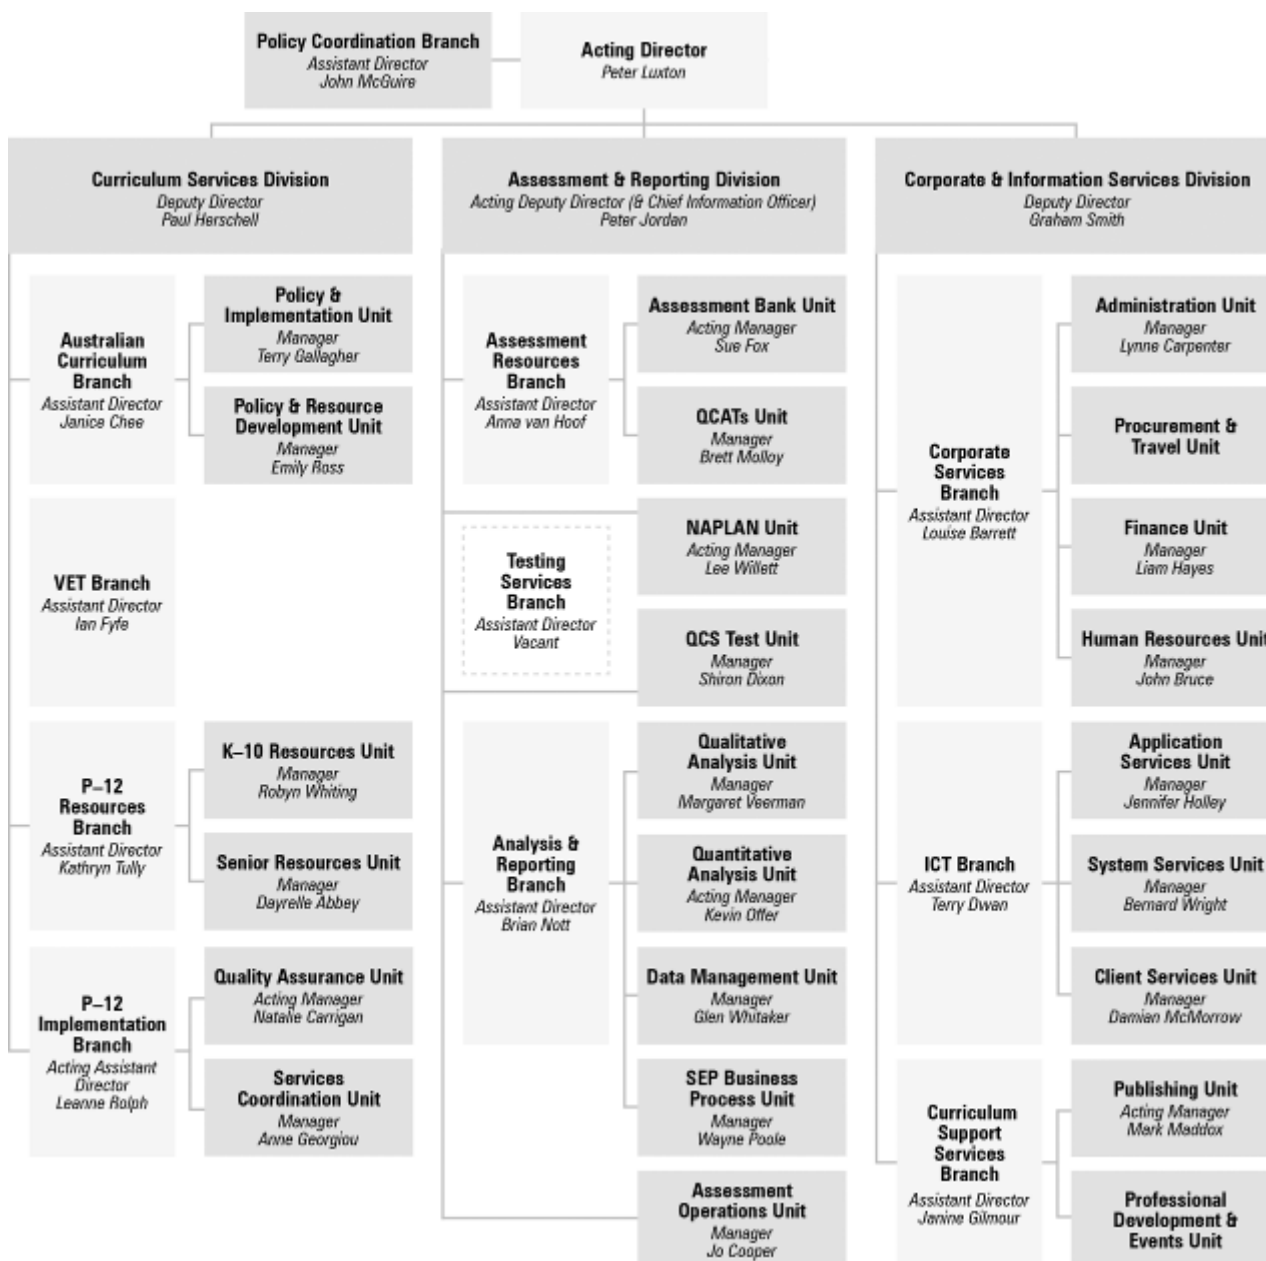 Policy Coordination Branch
Assistant Director
John McGuire
Acting Director
Peter Luxton
Curriculum Services Division
Deputy Director
Paul Herschell
Australian
Curriculum
Branch
Assistant Director
Janice Chee
Policy &
Implementation Unit
Manager
Terry Gallagher
Policy & Resource
Development Unit
Manager
Emily Ross
VET Branch
Assistant Director
Ian Fyfe
P–12
Resources
Branch
Assistant Director
Kathryn Tully
K–10 Resources Unit
Manager
Robyn Whiting
Senior Resources Unit
Manager
Dayrelle Abbey
P–12
Implementation
Branch
Acting Assistant
Director
Leanne Rolph
Quality Assurance Unit
Acting Manager
Natalie Carrigan
Services
Coordination Unit
Manager
Anne Georgiou
Assessment & Reporting Division
Acting Deputy Director (& Chief Information Officer)
Peter Jordan
Assessment
Resources
Branch
Assistant Director
Anna van Hoof
Assessment Bank Unit
Acting Manager
Sue Fox
QCATs Unit
Manager
Brett Molloy
Testing
Services
Branch
Assistant Director
Vacant
NAPLAN Unit
Acting Manager
Lee Willett
QCS Test Unit
Manager
Shiron Dixon
Analysis &
Reporting
Branch
Assistant Director
Brian Nott
Qualitative
Analysis Unit
Manager
Margaret Veerman
Quantitative
Analysis Unit
Acting Manager
Kevin Offer
Data Management Unit
Manager
Glen Whitaker
SEP Business
Process Unit
Manager
Wayne Poole
Assessment
Operations Unit
Manager
Jo Cooper
Corporate & Information Services Division
Deputy Director
Graham Smith
Corporate
Services
Branch
Assistant Director
Louise Barrett
Administration Unit
Manager
Lynne Carpenter
Procurement &
Travel Unit
Finance Unit
Manager
Liam Hayes
Human Resources Unit
Manager
John Bruce
ICT Branch
Assistant Director
Terry Dwan
Application
Services Unit
Manager
Jennifer Holley
System Services Unit
Manager
Bernard Wright
Client Services Unit
Manager
Damian McMorrow
Curriculum
Support
Services
Branch
Assistant Director
Janine Gilmour
Publishing Unit
Acting Manager
Mark Maddox
Professional
Development &
Events Unit